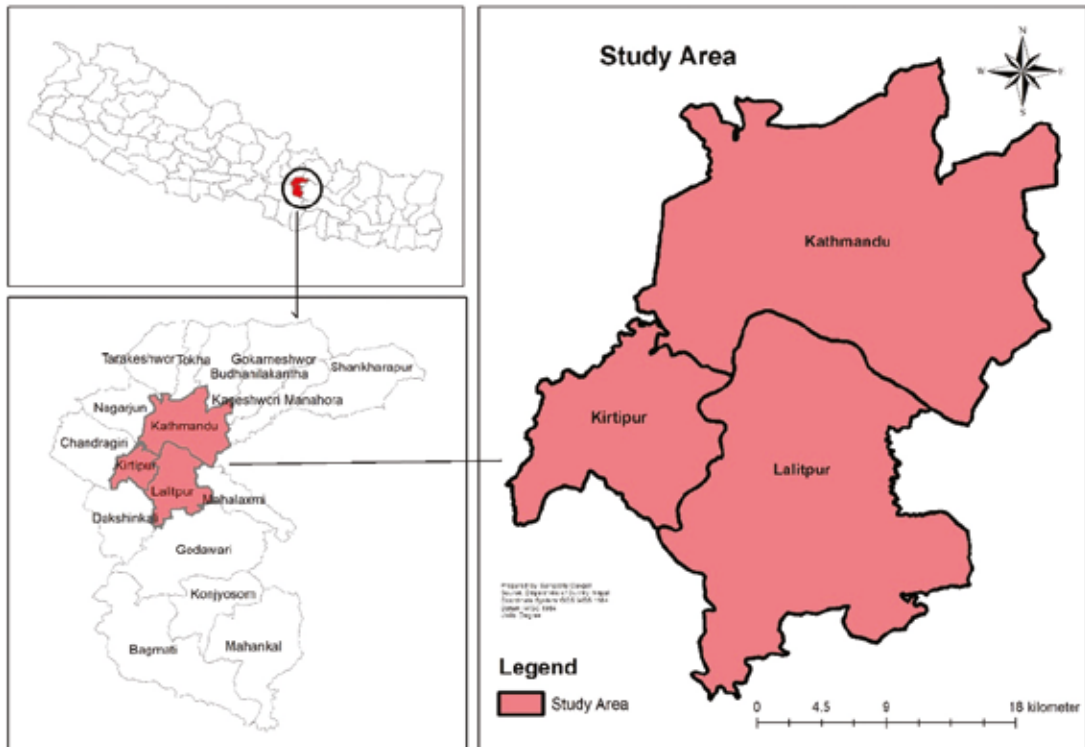 Study Area
N
W
E
S
Kathmandu
Kirtipur
Lalitpur
Legend
Study Area
0 4.5 9 18 kilometer
Tarakeshwor
Tokha
Gokarneshwor
Budhanilakantha
Shankharapur
Nagarjun
Kageshwori Manahora
Kathmandu
Chandragiri
Kirtipur
Lalitpur
Mahalaxmi
Dakshinkali
Godawari
Konjyosom
Bagmati
Mahankal